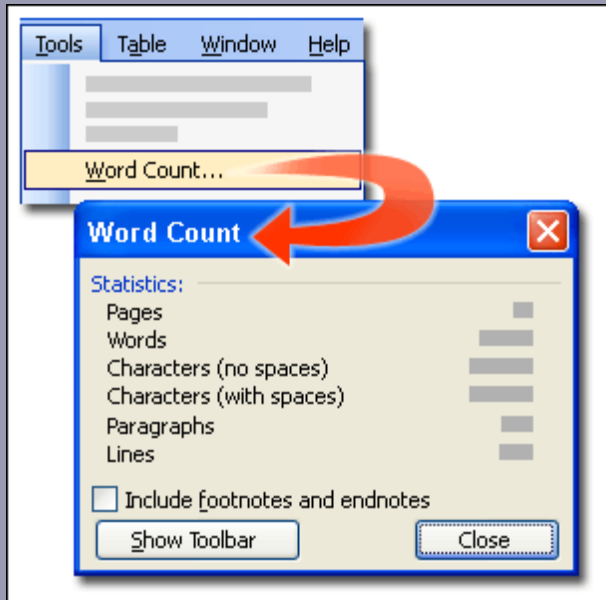 Tools Table Window Help
Word Count...
Word Count
Statistics:
Pages
Words
Characters (no spaces)
Characters (with spaces)
Paragraphs
Lines
Include footnotes and endnotes
Show Toolbar Close